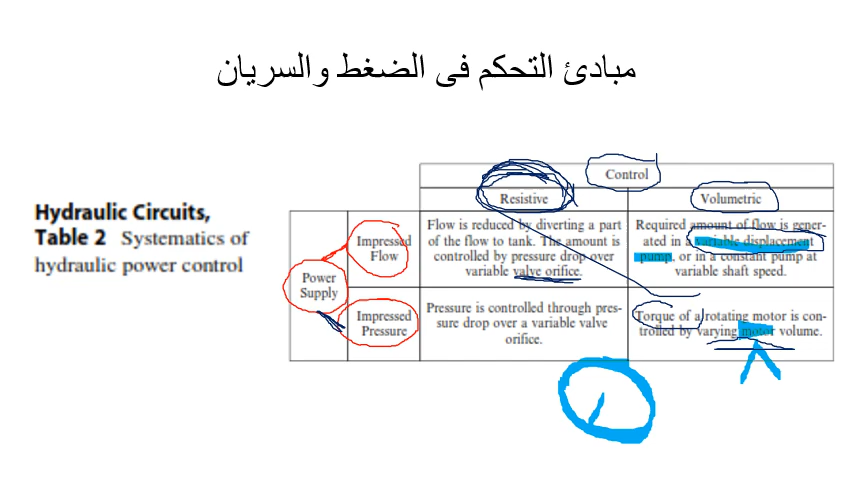 مبادئ التحكم فى الضغط والسريان
Hydraulic Circuits,
Table 2 Systematics of
hydraulic power control
Control
Resistive
Volumetric
Power
Supply
Impressed
Flow
Flow is reduced by diverting a part
of the flow to tank. The amount is
controlled by pressure drop over
variable valve orifice.
Required amount of flow is gener-
ated in a variable displacement
pump, or in a constant pump at
variable shaft speed.
Impressed
Pressure
Pressure is controlled through pres-
sure drop over a variable valve
orifice.
Torque of a rotating motor is con-
trolled by varying motor volume.